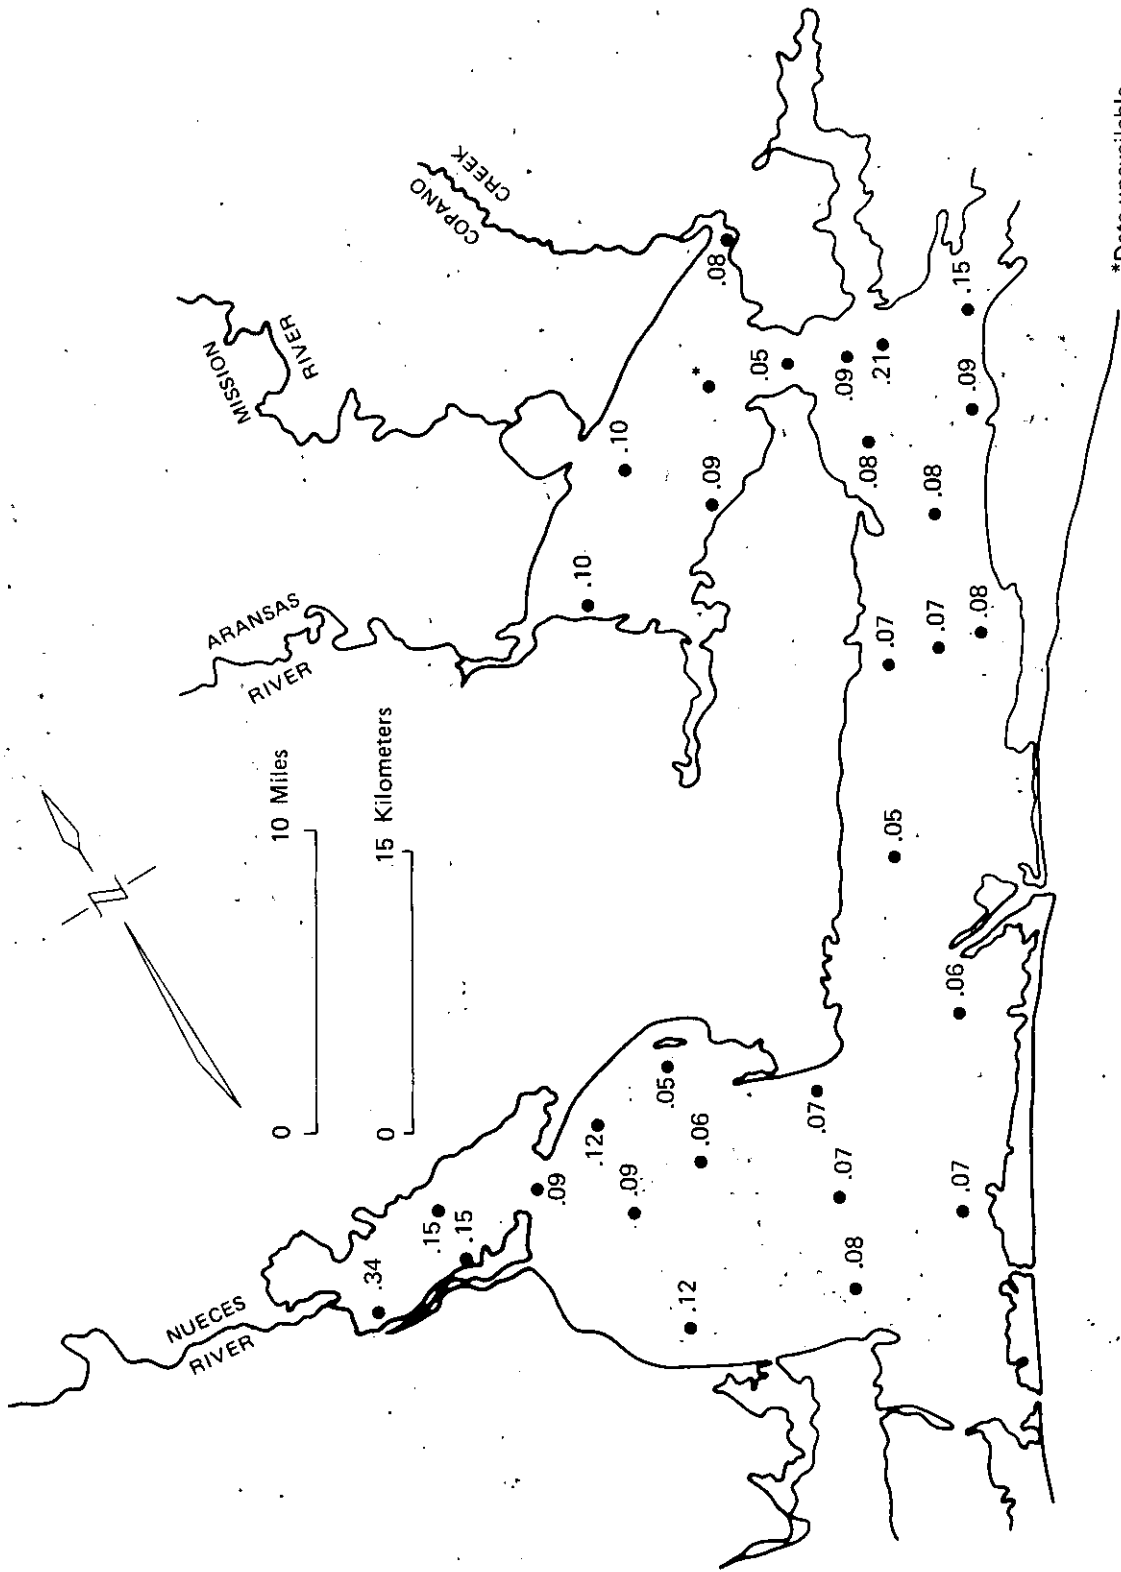 COPANO
CREEK
MISSION
RIVER
ARANSAS
RIVER
NUECES
RIVER
N
0
10 Miles
0
15 Kilometers
.08
*
.05
.09
.21
.15
.09
.10
.09
.08
.08
.10
.07
.07
.08
.05
.06
.05
.12
.06
.07
.09
.09
.07
.07
.15
.15
.34
.12
.08
*Data unavailable